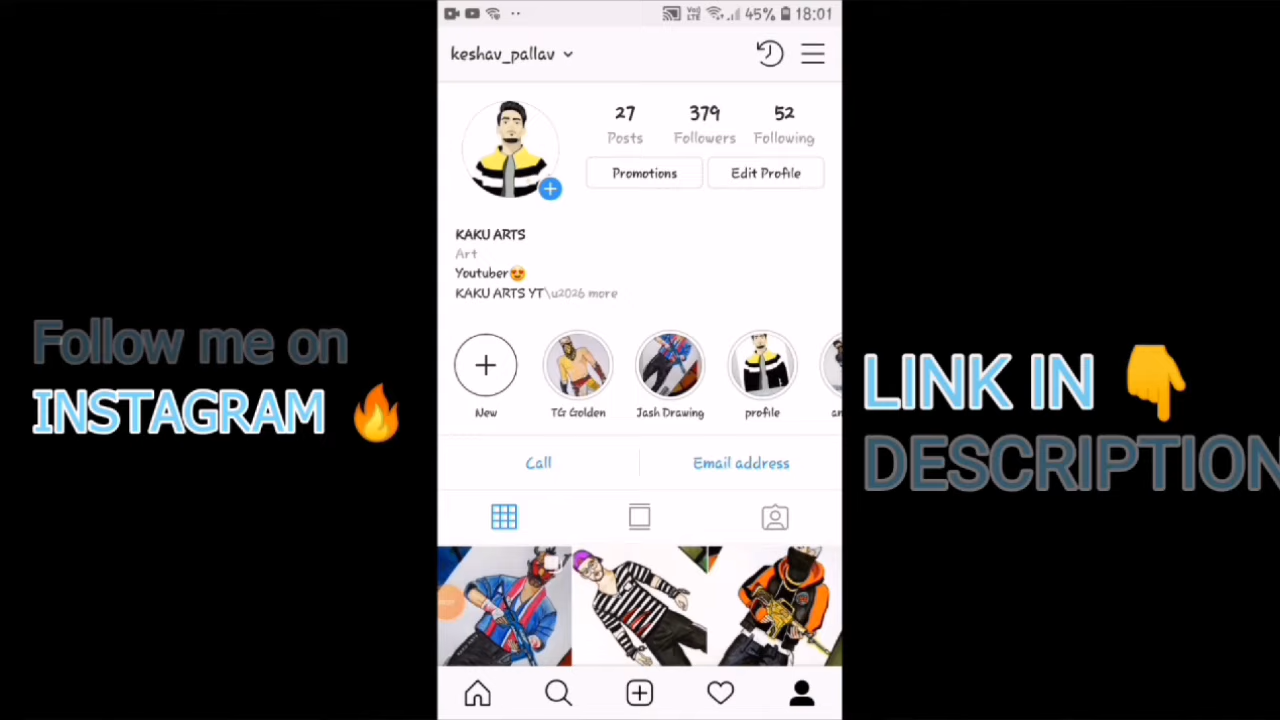 45% 18:01
keshav_pallav
27 379 52
Posts Followers Following
Promotions Edit Profile
KAKU ARTS
Art
Youtuber😍
KAKU ARTS YT\u2026 more
New TG Golden Jash Drawing profile
Call Email address
Follow me on
INSTAGRAM 🔥
LINK IN 👇
DESCRIPTION